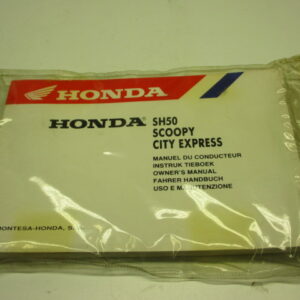 HONDA
HONDA® SH50
SCOOPY
CITY EXPRESS
MANUEL DU CONDUCTEUR
INSTRUK TIEBOEK
OWNER'S MANUAL
FAHRER HANDBUCH
USO E MANUTENZIONE
MONTESA-HONDA, S.